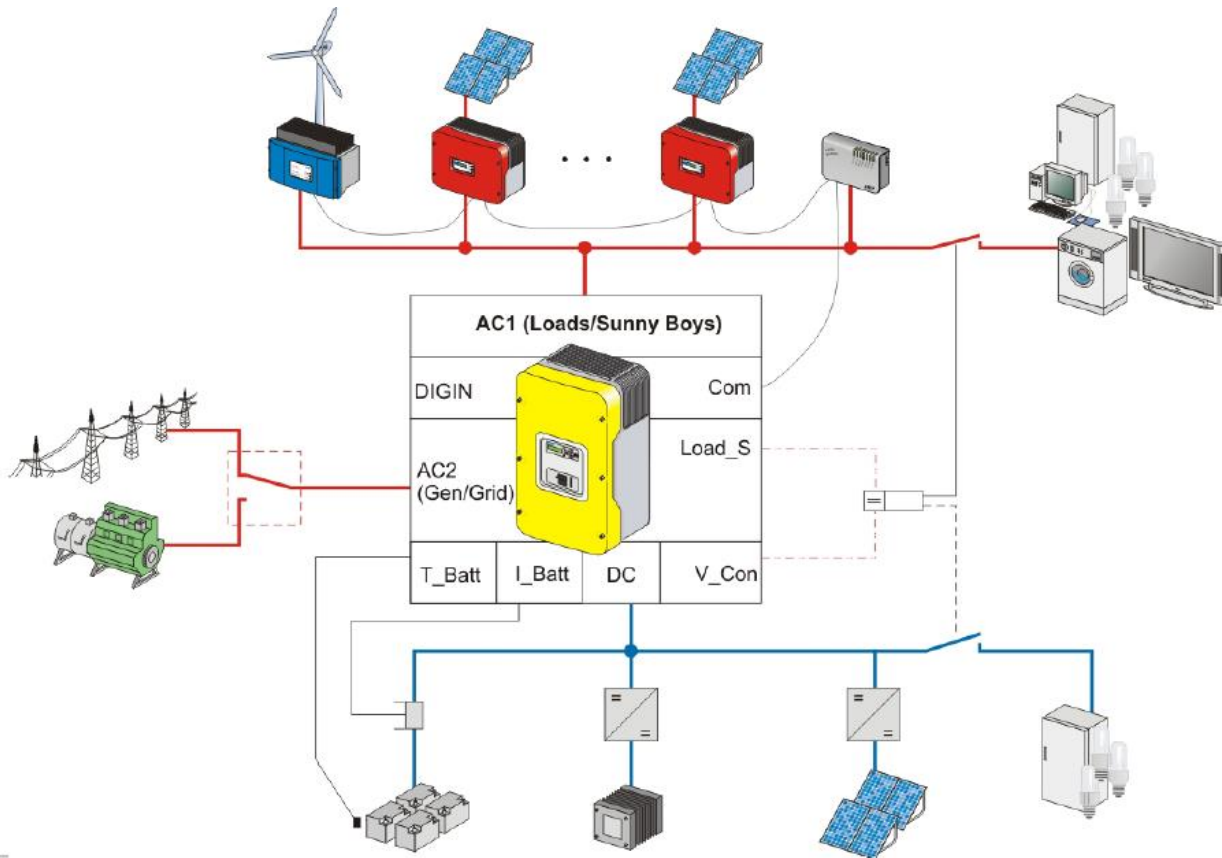 AC1 (Loads/Sunny Boys)
DIGIN
Com
Load_S
AC2
(Gen/Grid)
T_Batt
I_Batt
DC
V_Con